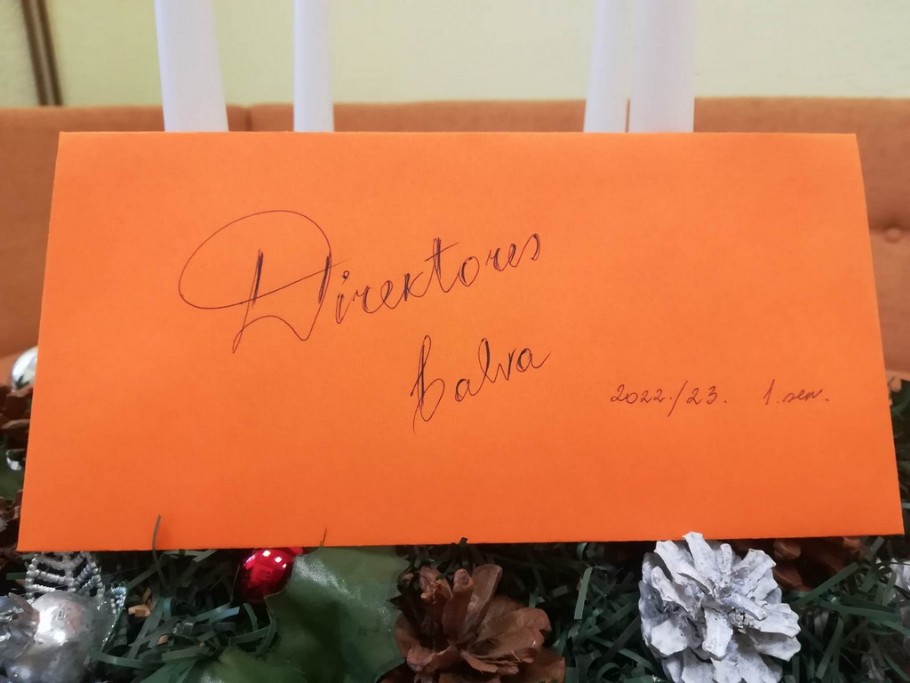 Direktores
balva
2022./23. 1. sem.